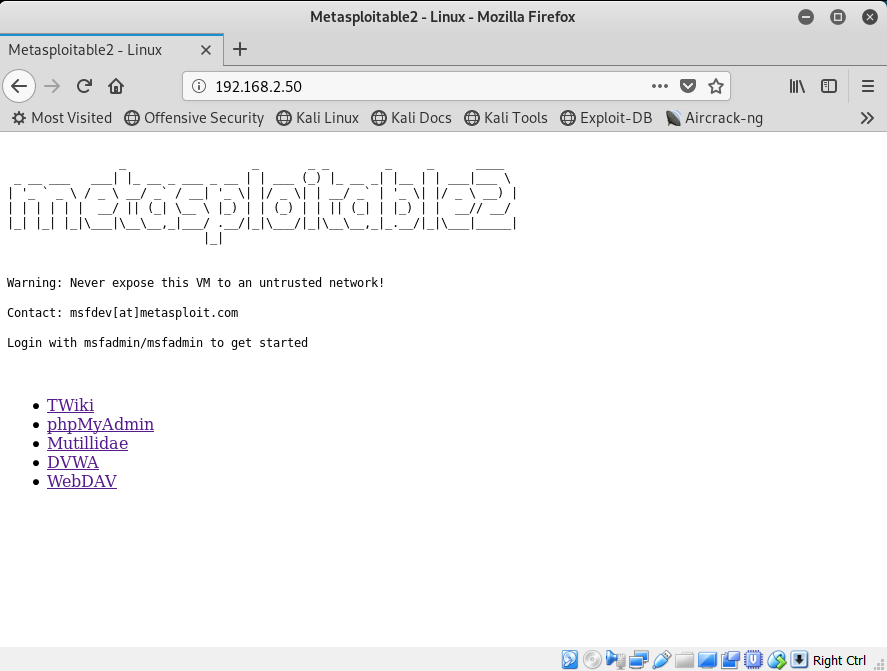 Metasploitable2 - Linux - Mozilla Firefox
Metasploitable2 - Linux
192.168.2.50
Most Visited Offensive Security Kali Linux Kali Docs Kali Tools Exploit-DB Aircrack-ng
metasploitable2
Warning: Never expose this VM to an untrusted network!
Contact: msfdev[at]metasploit.com
Login with msfadmin/msfadmin to get started
TWiki
phpMyAdmin
Mutillidae
DVWA
WebDAV
Right Ctrl